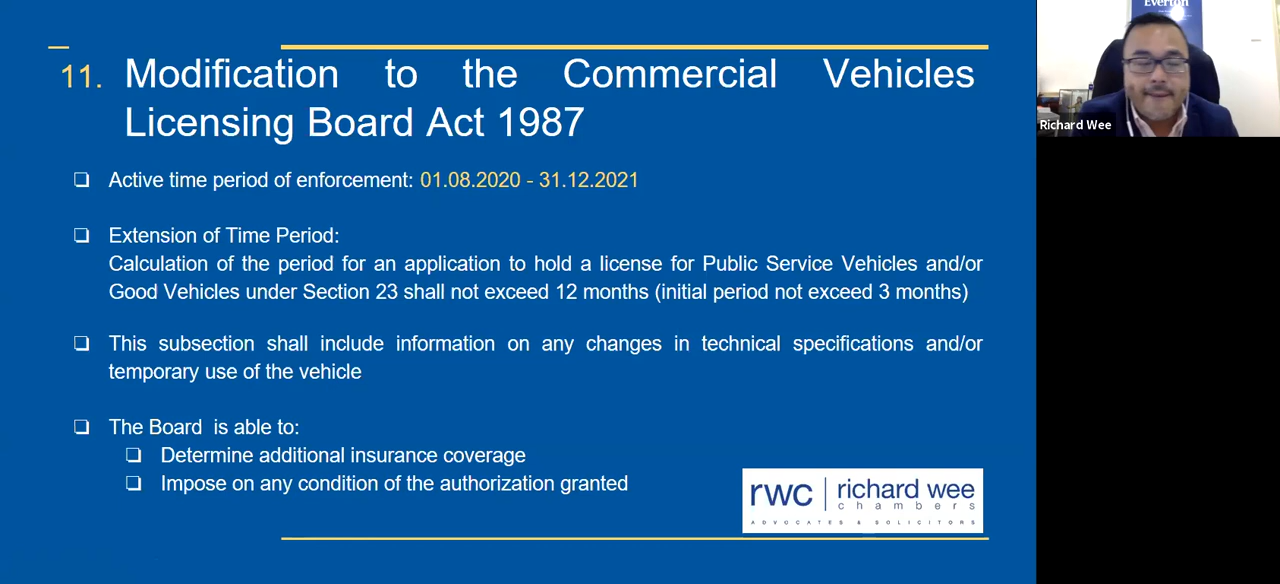 11. Modification to the Commercial Vehicles
Licensing Board Act 1987
❑ Active time period of enforcement: 01.08.2020 - 31.12.2021
❑ Extension of Time Period:
Calculation of the period for an application to hold a license for Public Service Vehicles and/or
Good Vehicles under Section 23 shall not exceed 12 months (initial period not exceed 3 months)
❑ This subsection shall include information on any changes in technical specifications and/or
temporary use of the vehicle
❑ The Board is able to:
❑ Determine additional insurance coverage
❑ Impose on any condition of the authorization granted
rwc | richard wee
chambers
ADVOCATES & SOLICITORS
Everton
Richard Wee